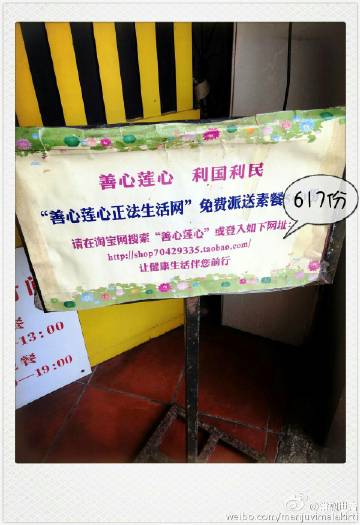 善心莲心 利国利民
“善心莲心正法生活网”免费派送素餐
617份
请在淘宝网搜索“善心莲心”或登入如下网址:
http://shop70429335.taobao.com/
让健康生活伴您前行
—13:00
—19:00
weibo.com/manjuvimalakirti